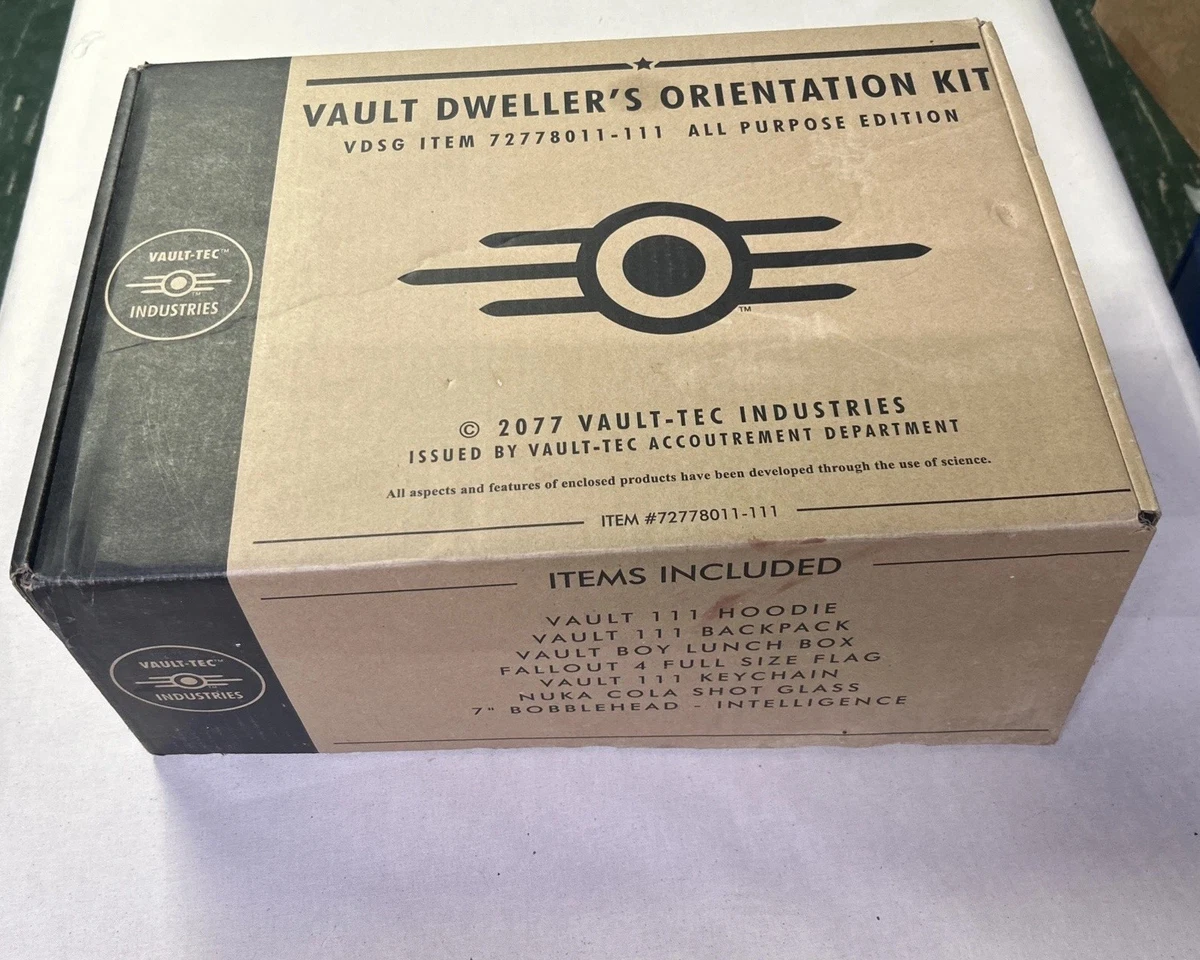 VAULT DWELLER'S ORIENTATION KIT
VDSG ITEM 72778011-111 ALL PURPOSE EDITION
VAULT-TEC™
™
INDUSTRIES
™
© 2077 VAULT-TEC INDUSTRIES
ISSUED BY VAULT-TEC ACCOUTREMENT DEPARTMENT
All aspects and features of enclosed products have been developed through the use of science.
ITEM #72778011-111
ITEMS INCLUDED
VAULT 111 HOODIE
VAULT 111 BACKPACK
VAULT BOY LUNCH BOX
FALLOUT 4 FULL SIZE FLAG
VAULT 111 KEYCHAIN
NUKA COLA SHOT GLASS
7" BOBBLEHEAD - INTELLIGENCE
VAULT-TEC™
™
INDUSTRIES